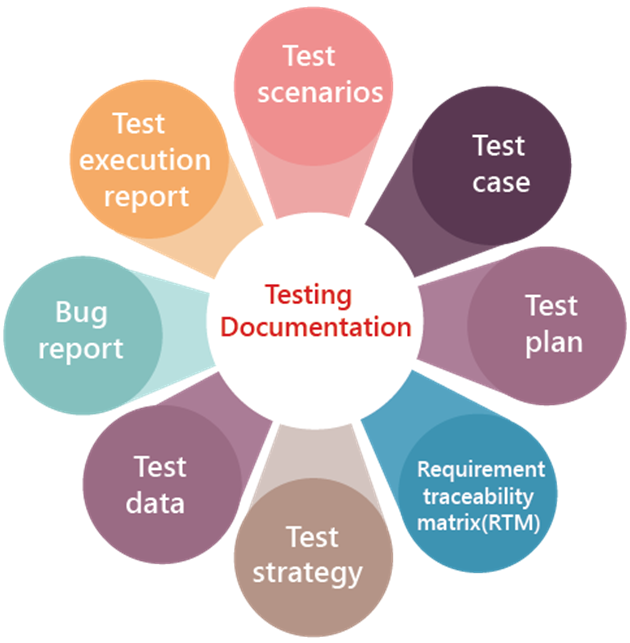 Test
scenarios
Test
case
Test
plan
Requirement
traceability
matrix(RTM)
Test
strategy
Test
data
Bug
report
Test
execution
report
Testing
Documentation